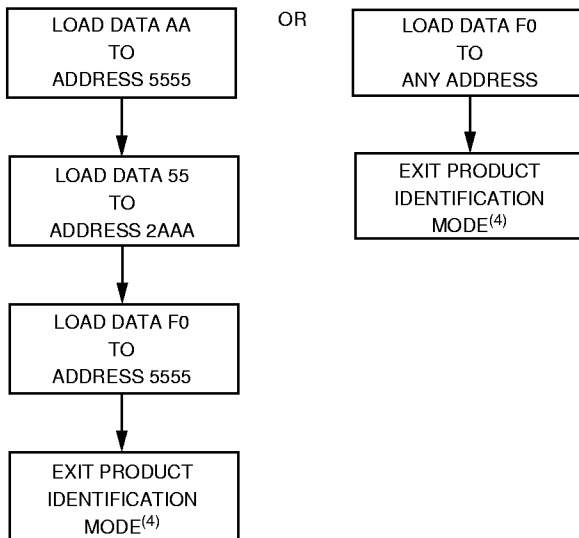 LOAD DATA AA
TO
ADDRESS 5555
LOAD DATA 55
TO
ADDRESS 2AAA
LOAD DATA F0
TO
ADDRESS 5555
EXIT PRODUCT
IDENTIFICATION
MODE(4)
OR
LOAD DATA F0
TO
ANY ADDRESS
EXIT PRODUCT
IDENTIFICATION
MODE(4)